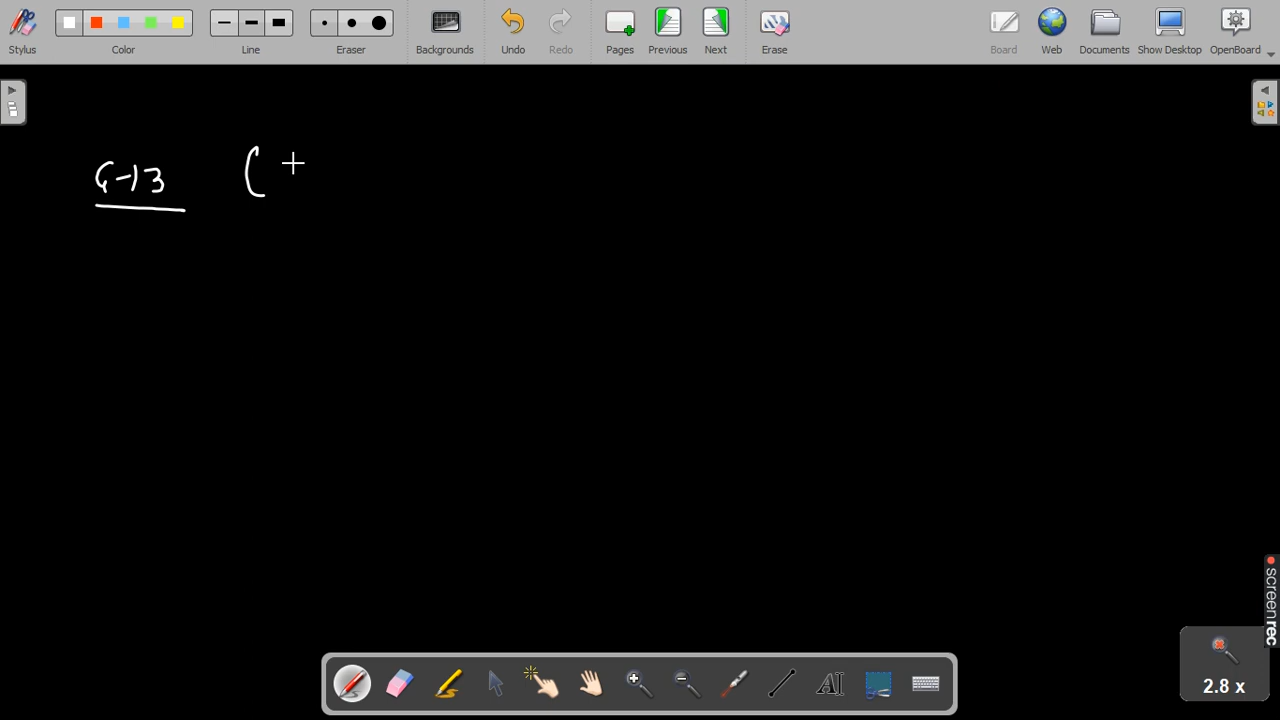 Stylus Color Line Eraser Backgrounds Undo Redo Pages Previous Next Erase Board Web Documents Show Desktop OpenBoard
-13 (
AI
screenrec
2.8 x